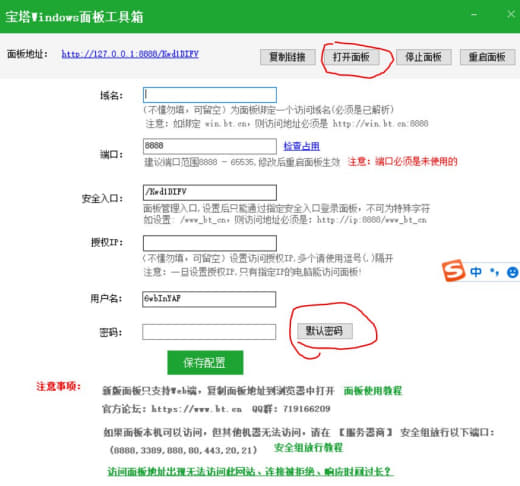 宝塔Windows面板工具箱
面板地址: http://127.0.0.1:8888/Kwd1DIFV 复制链接 打开面板 停止面板 重启面板
域名:
(不懂勿填,可留空) 为面板绑定一个访问域名(必须是已解析)
注意: 如绑定 win.bt.cn,则访问地址必须是 http://win.bt.cn:8888
端口: 8888 检查占用
建议端口范围8888 - 65535,修改后重启面板生效 注意: 端口必须是未使用的
安全入口: /Kwd1DIFV
面板管理入口,设置后只能通过指定安全入口登录面板,不可为特殊字符
如设置: /www_bt_cn,则访问地址必须是: http://ip:8888/www_bt_cn
授权IP:
(不懂勿填,可留空) 设置访问授权IP,多个请使用逗号(,)隔开
注意: 一旦设置授权IP,只有指定IP的电脑能访问面板!
S 中 •,
用户名: 6wbInYAF
密码: 默认密码
保存配置
注意事项: 新版面板只支持Web端, 复制面板地址到浏览器中打开 面板使用教程
官方论坛: https://www.bt.cn QQ群: 719166209
如果面板本机可以访问, 但其他机器无法访问, 请在 【服务器商】 安全组放行以下端口:
(8888,3389,888,80,443,20,21) 安全组放行教程
访问面板地址出现无法访问此网站、连接被拒绝、响应时间过长?